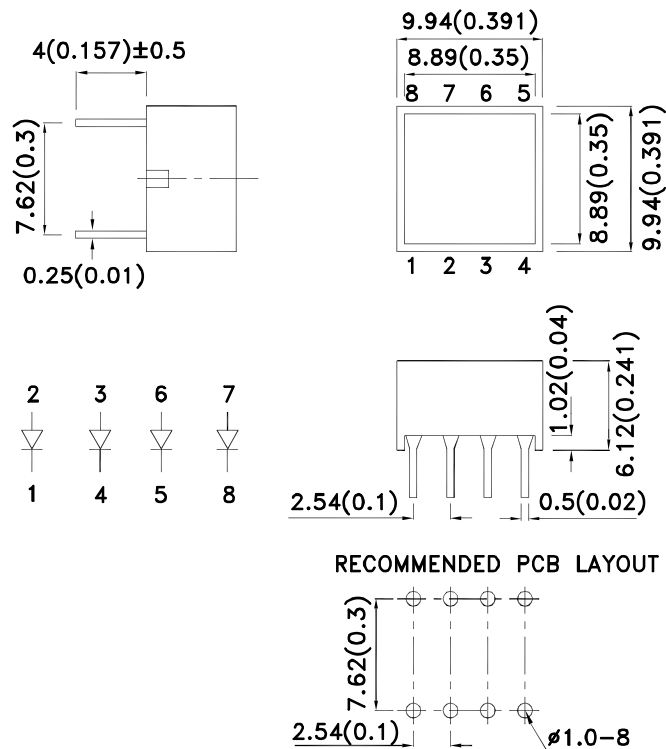 4(0.157)±0.5
7.62(0.3)
0.25(0.01)
9.94(0.391)
8.89(0.35)
8 7 6 5
8.89(0.35)
9.94(0.391)
1 2 3 4
2 3 6 7
1 4 5 8
1.02(0.04)
6.12(0.241)
2.54(0.1)
0.5(0.02)
RECOMMENDED PCB LAYOUT
7.62(0.3)
2.54(0.1)
ø1.0-8